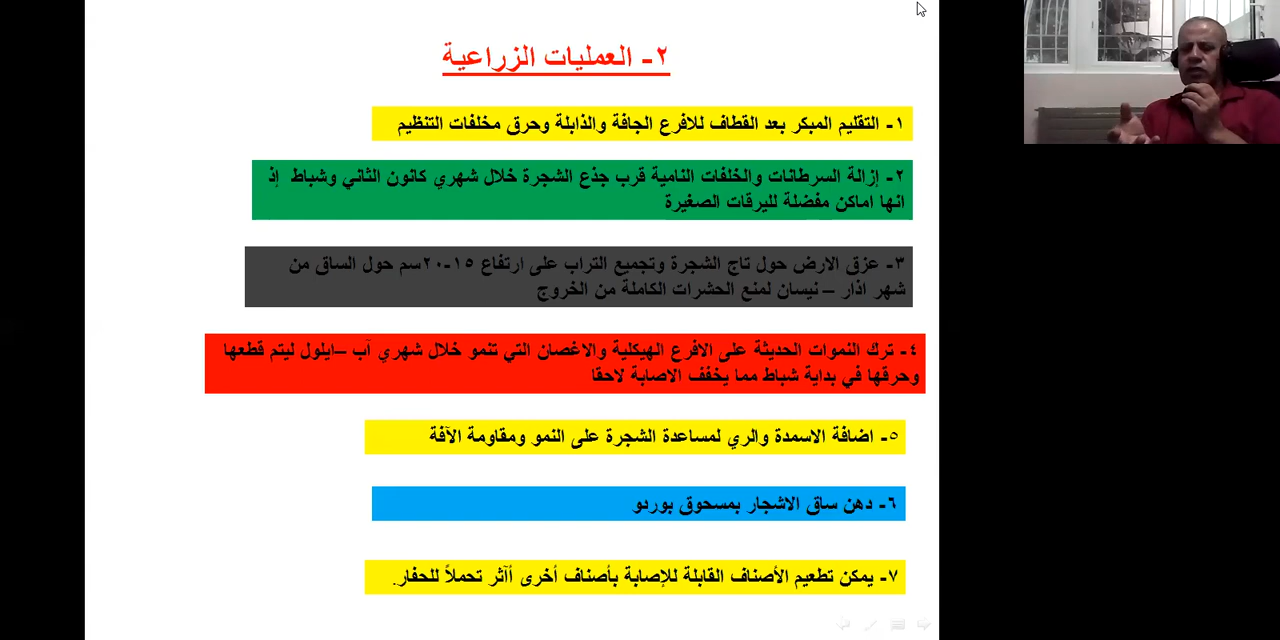 ٢- العمليات الزراعية
١- التقليم المبكر بعد القطاف للافرع الجافة والذابلة وحرق مخلفات التنظيم
٢- إزالة السرطانات والخلفات النامية قرب جذع الشجرة خلال شهري كانون الثاني وشباط إذ
انها اماكن مفضلة لليرقات الصغيرة
٣- عزق الارض حول تاج الشجرة وتجميع التراب على ارتفاع ١٥-٢٠سم حول الساق من
شهر اذار – نيسان لمنع الحشرات الكاملة من الخروج
٤- ترك النموات الحديثة على الافرع الهيكلية والاغصان التي تنمو خلال شهري آب –ايلول ليتم قطعها
وحرقها في بداية شباط مما يخفف الاصابة لاحقا
٥- اضافة الاسمدة والري لمساعدة الشجرة على النمو ومقاومة الآفة
٦- دهن ساق الاشجار بمسحوق بوردو
٧- يمكن تطعيم الأصناف القابلة للإصابة بأصناف أخرى أآثر تحملاً للحفار.